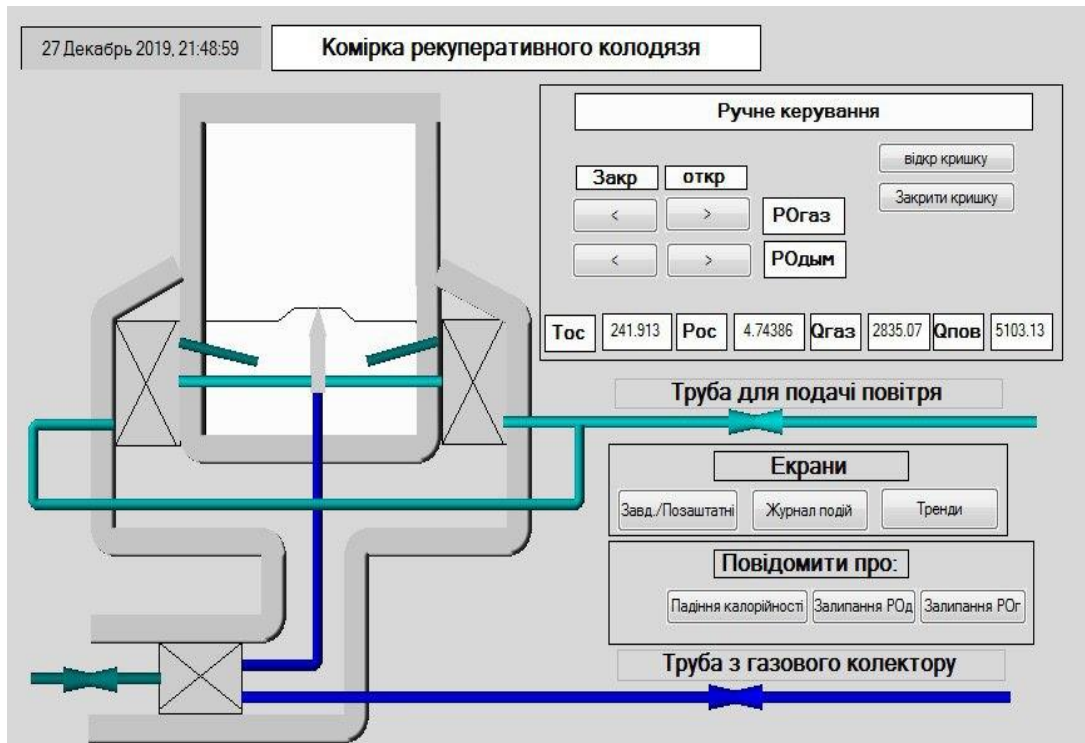 27 Декабрь 2019, 21:48:59
Комірка рекуперативного колодязя
Ручне керування
відкр кришку
Закр откр
Закрити кришку
< > РОгаз
< > РОдым
Тос 241.913 Рос 4.74386 Qгаз 2835.07 Qпов 5103.13
Труба для подачі повітря
Екрани
Завд./Позаштатні Журнал подій Тренди
Повідомити про:
Падіння калорійності Залипання РОд Залипання РОг
Труба з газового колектору